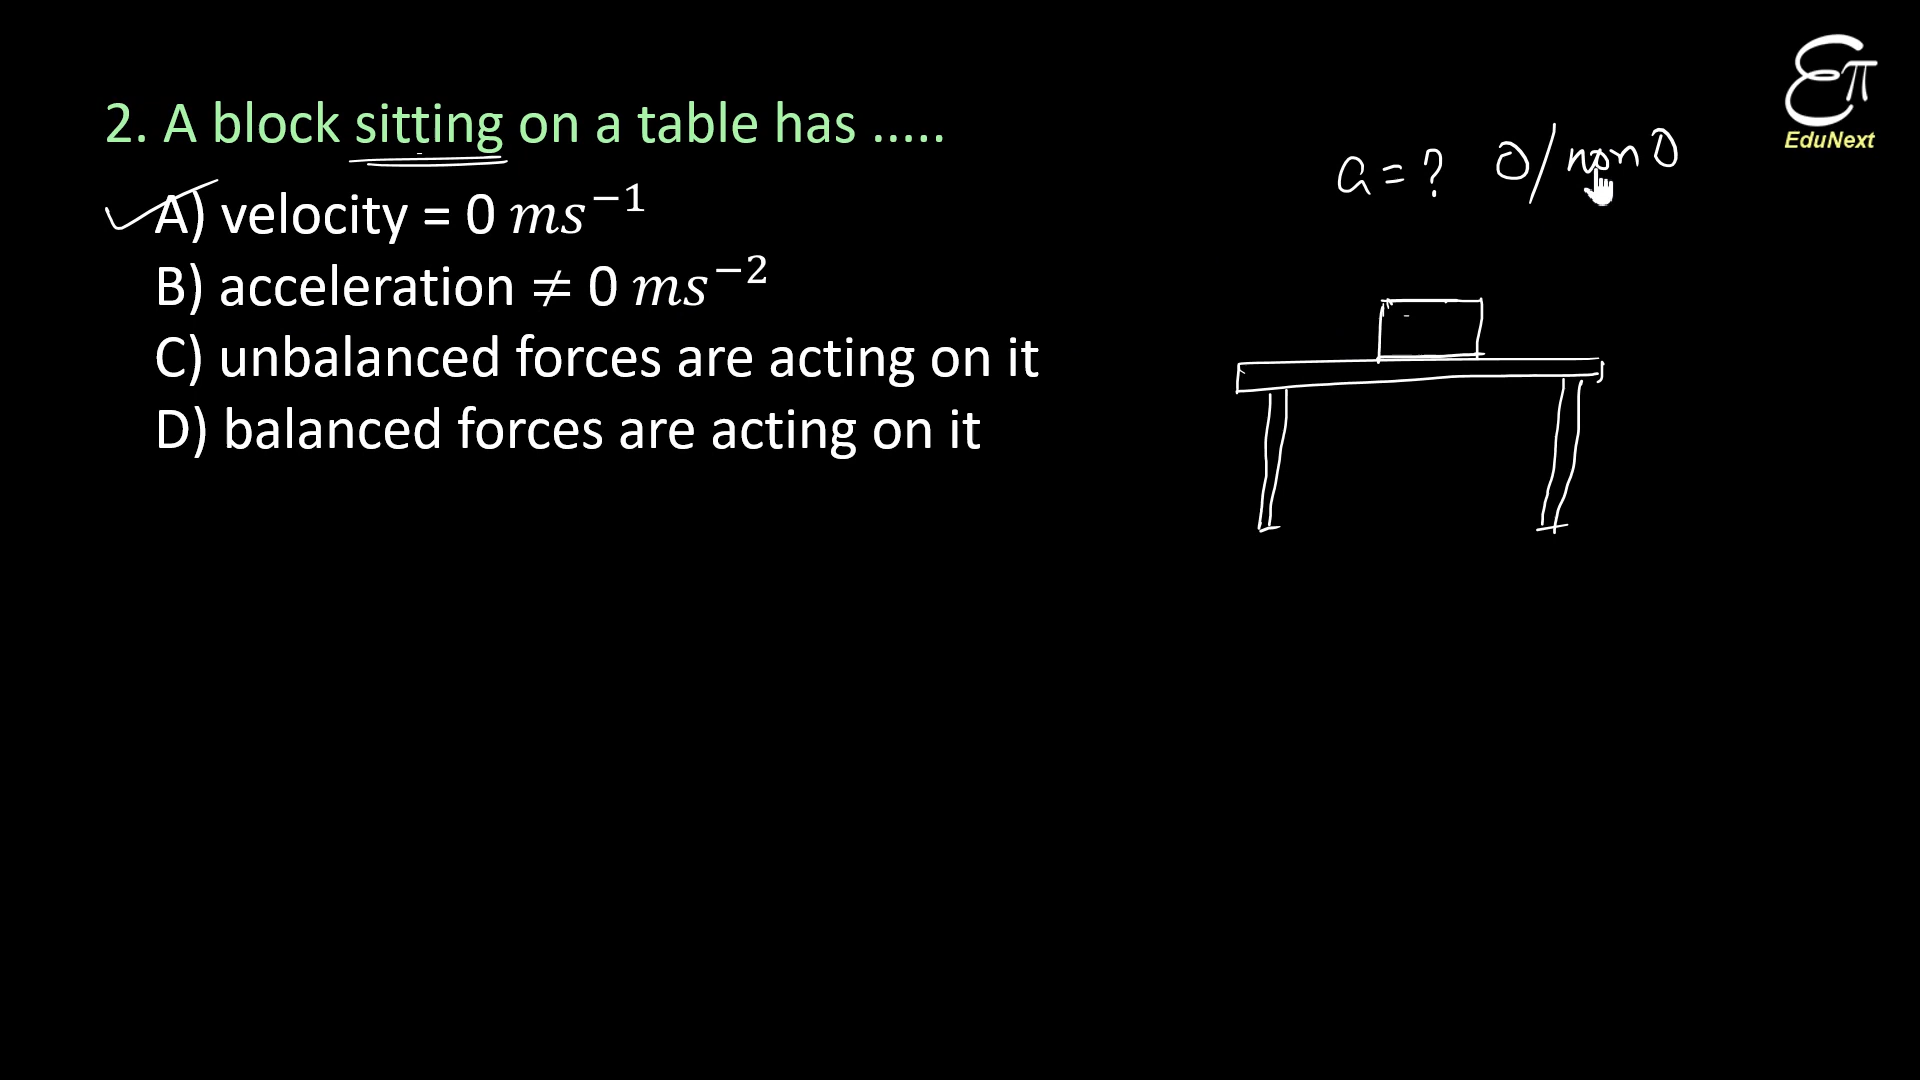 2. A block sitting on a table has .....
A) velocity = 0 ms⁻¹
B) acceleration ≠ 0 ms⁻²
C) unbalanced forces are acting on it
D) balanced forces are acting on it
a = ? 0/non 0
επ
EduNext